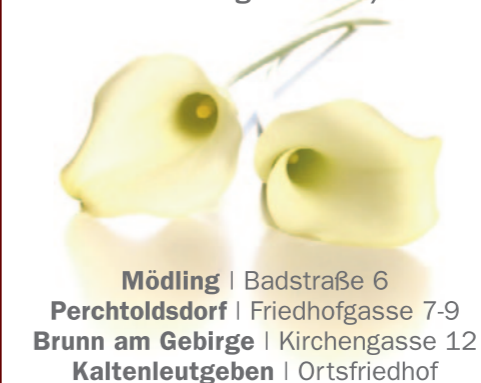 Mödling | Badstraße 6
Perchtoldsdorf | Friedhofgasse 7-9
Brunn am Gebirge | Kirchengasse 12
Kaltenleutgeben | Ortsfriedhof